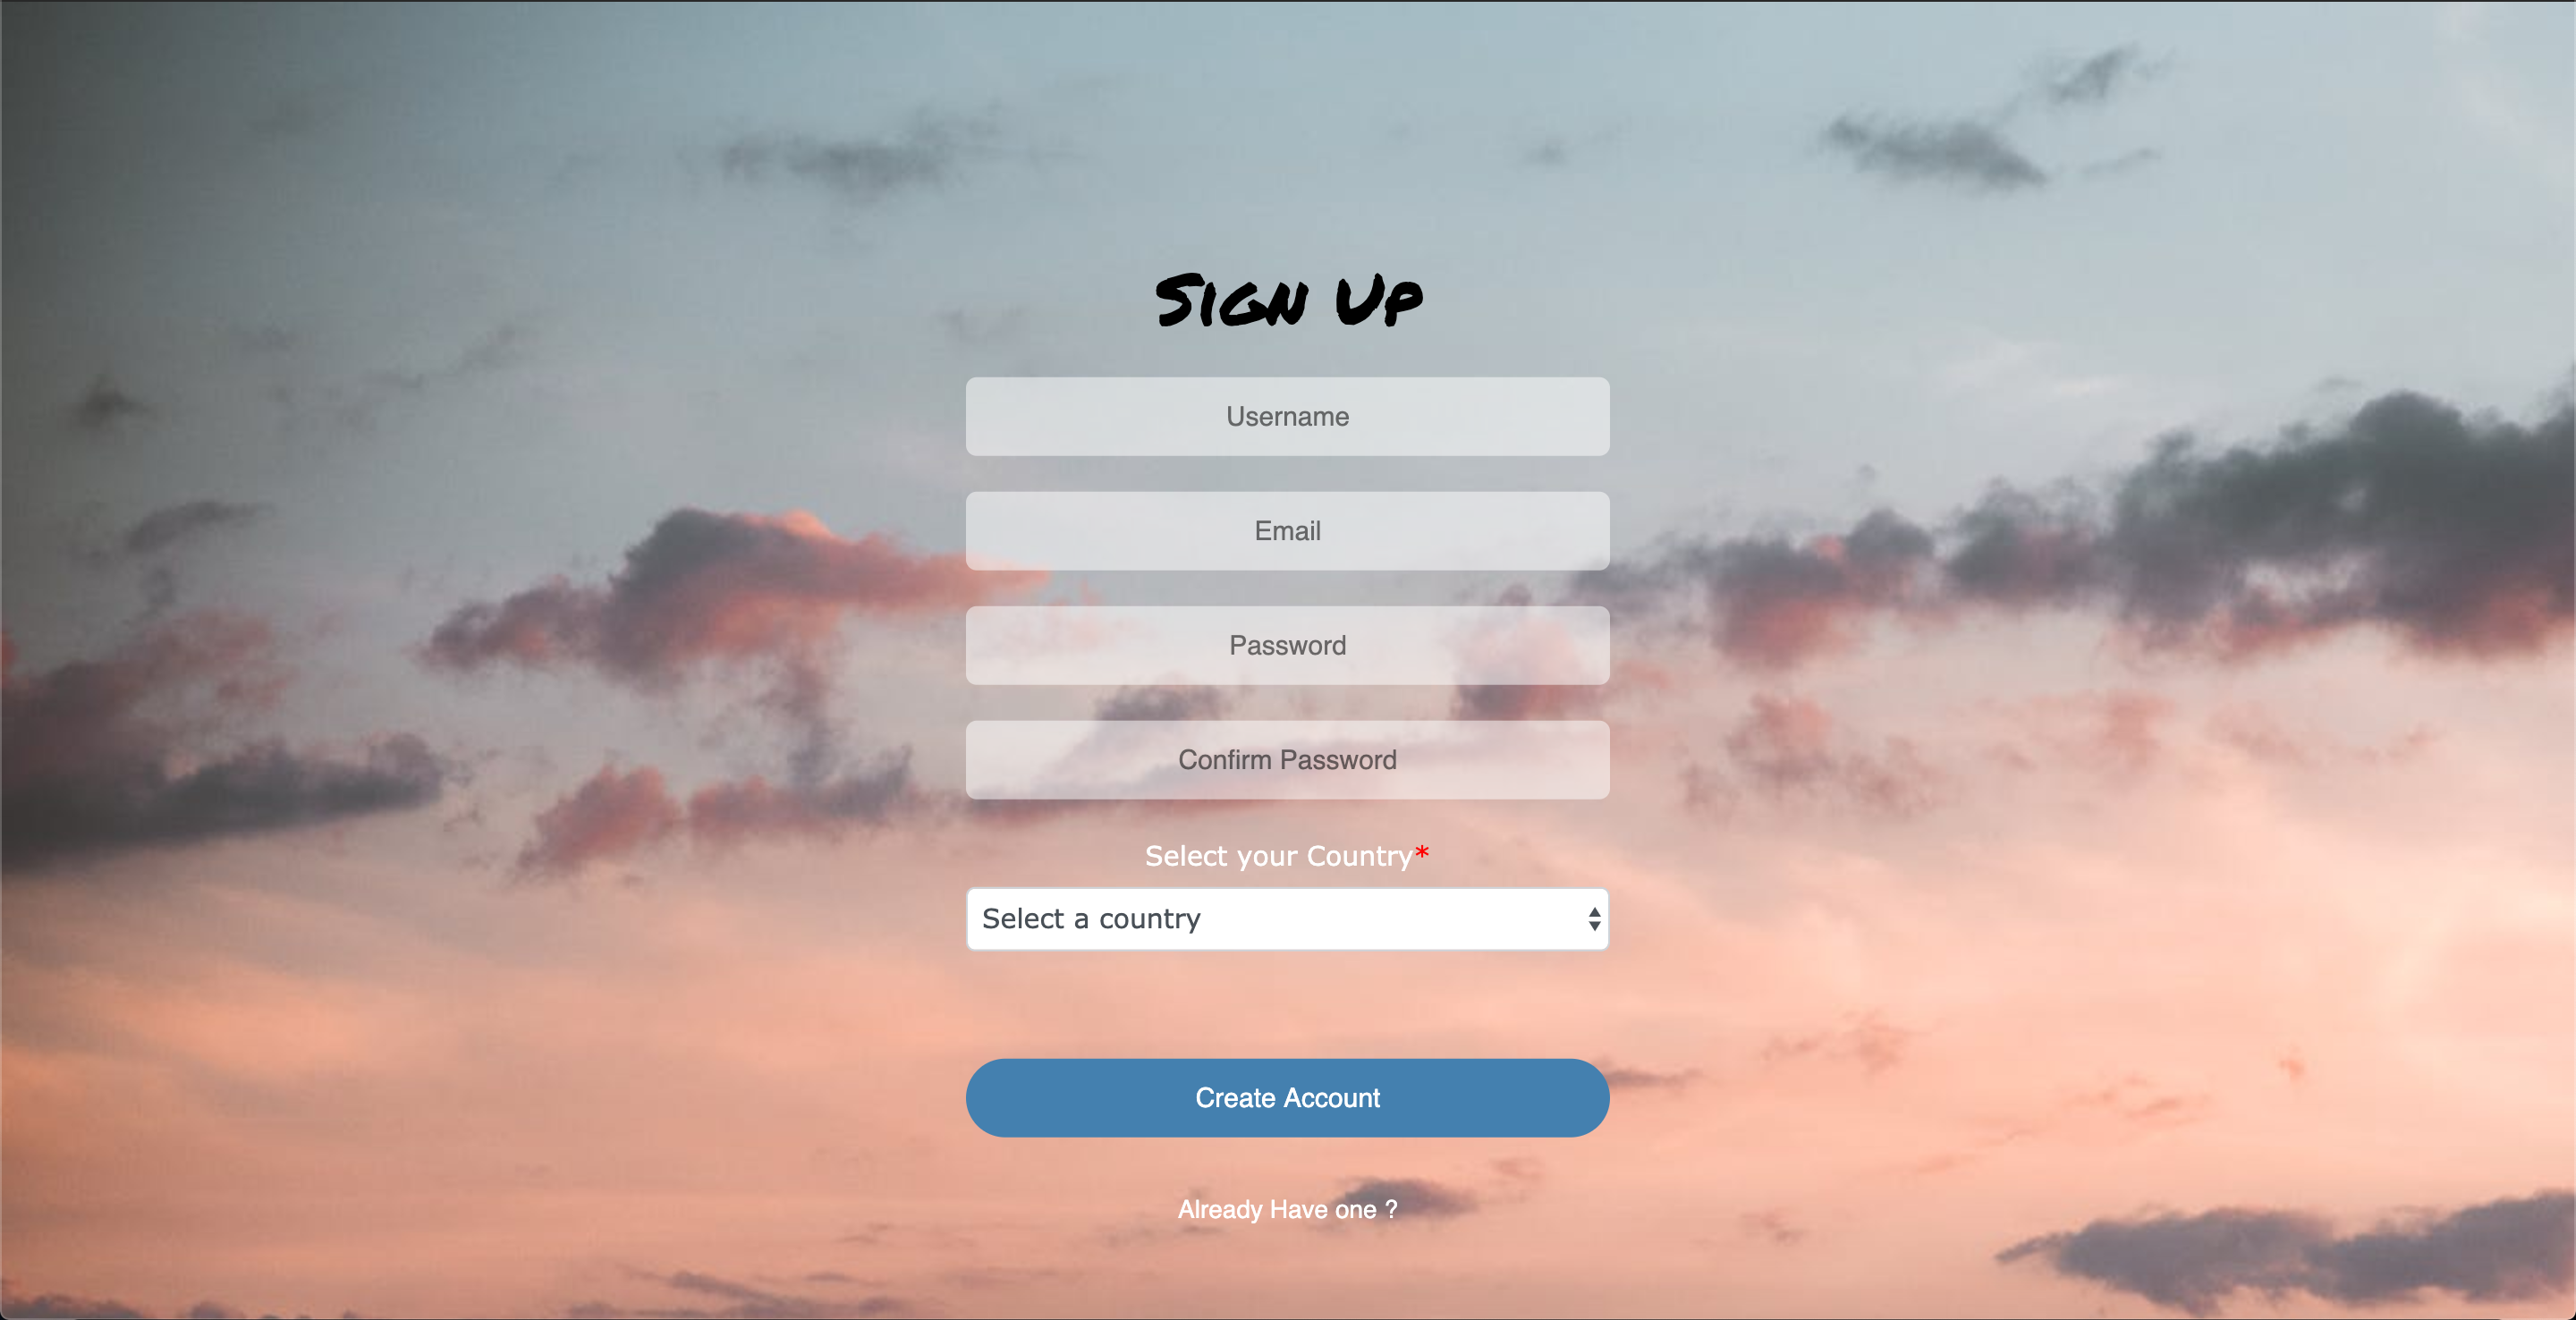 Sign Up
Username
Email
Password
Confirm Password
Select your Country*
Select a country
Create Account
Already Have one ?